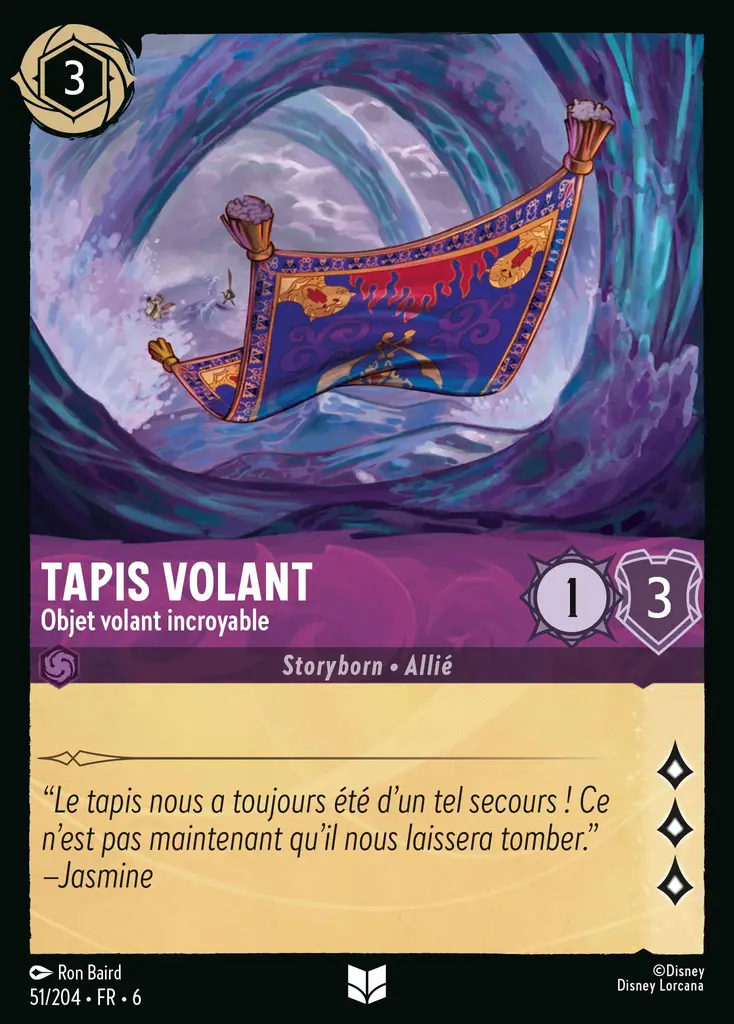 3
TAPIS VOLANT
Objet volant incroyable
1
3
Storyborn • Allié
“Le tapis nous a toujours été d’un tel secours ! Ce
n’est pas maintenant qu’il nous laissera tomber.”
–Jasmine
Ron Baird
©Disney
51/204 • FR • 6
Disney Lorcana